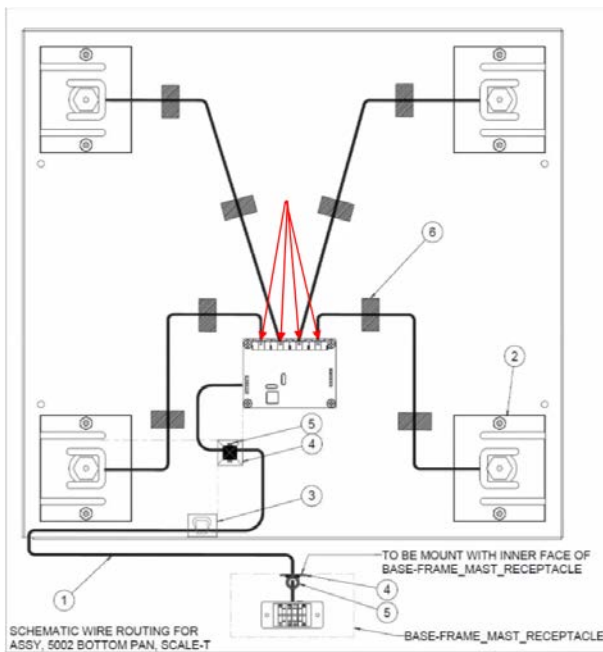 6
2
5
4
3
TO BE MOUNT WITH INNER FACE OF
BASE-FRAME_MAST_RECEPTACLE
4
1
5
SCHEMATIC WIRE ROUTING FOR
ASSY, 5002 BOTTOM PAN, SCALE-T
BASE-FRAME_MAST_RECEPTACLE